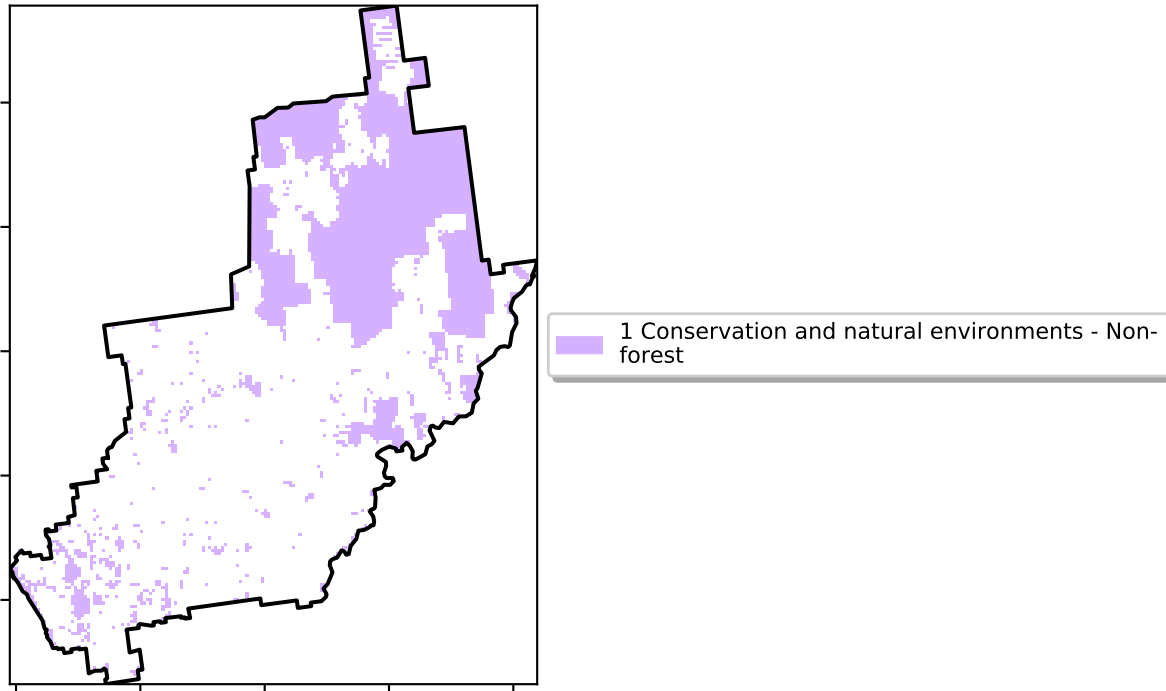 1 Conservation and natural environments - Non-
forest